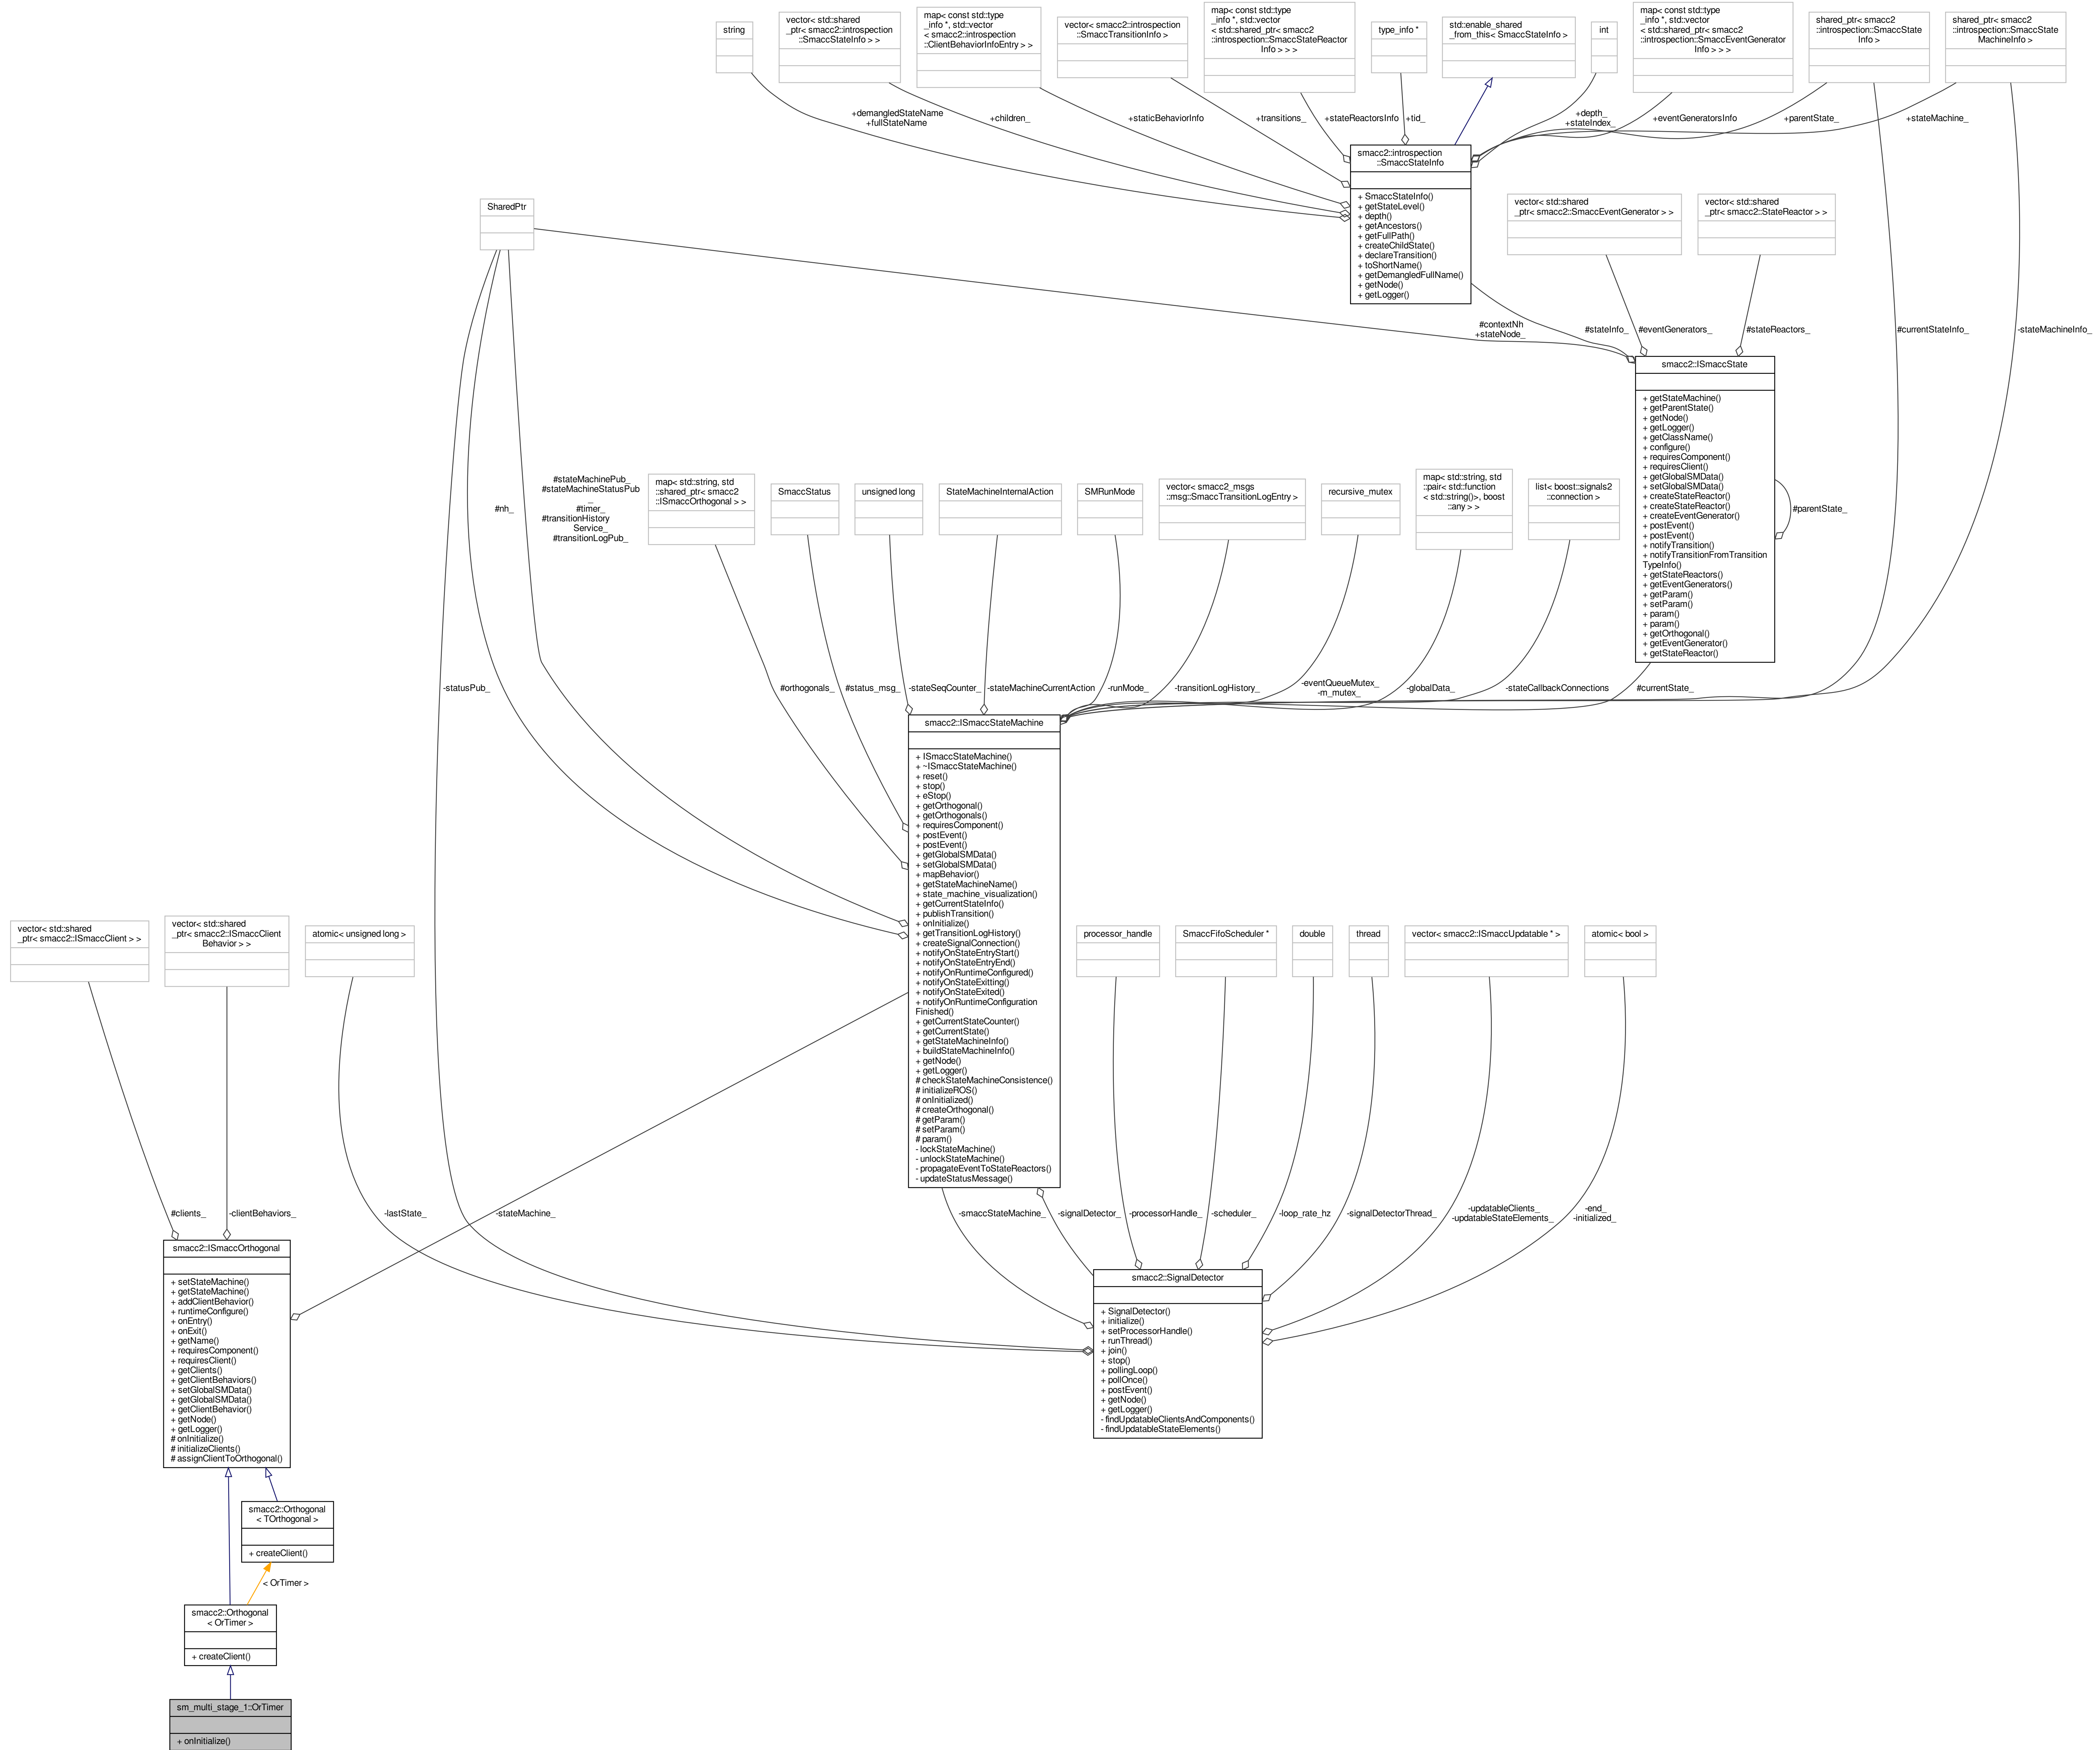 string
vector< std::shared
_ptr< smacc2::introspection
::SmaccStateInfo > >
map< const std::type
_info *, std::vector
< smacc2::introspection
::ClientBehaviorInfoEntry > >
vector< smacc2::introspection
::SmaccTransitionInfo >
map< const std::type
_info *, std::vector
< std::shared_ptr< smacc2
::introspection::SmaccStateReactor
Info > > >
type_info *
std::enable_shared
_from_this< SmaccStateInfo >
int
map< const std::type
_info *, std::vector
< std::shared_ptr< smacc2
::introspection::SmaccEventGenerator
Info > > >
shared_ptr< smacc2
::introspection::SmaccState
Info >
shared_ptr< smacc2
::introspection::SmaccState
MachineInfo >
+demangledStateName
+fullStateName
+children_
+staticBehaviorInfo
+transitions_
+stateReactorsInfo
+tid_
+depth_
+stateIndex_
+eventGeneratorsInfo
+parentState_
+stateMachine_
smacc2::introspection
::SmaccStateInfo
+ SmaccStateInfo()
+ getStateLevel()
+ depth()
+ getAncestors()
+ getFullPath()
+ createChildState()
+ declareTransition()
+ toShortName()
+ getDemangledFullName()
+ getNode()
+ getLogger()
SharedPtr
vector< std::shared
_ptr< smacc2::SmaccEventGenerator > >
vector< std::shared
_ptr< smacc2::StateReactor > >
#contextNh
+stateNode_
#stateInfo_
#eventGenerators_
#stateReactors_
#currentStateInfo_
-stateMachineInfo_
smacc2::ISmaccState
+ getStateMachine()
+ getParentState()
+ getNode()
+ getLogger()
+ getClassName()
+ configure()
+ requiresComponent()
+ requiresClient()
+ getGlobalSMData()
+ setGlobalSMData()
+ createStateReactor()
+ createStateReactor()
+ createEventGenerator()
+ postEvent()
+ postEvent()
+ notifyTransition()
+ notifyTransitionFromTransition
TypeInfo()
+ getStateReactors()
+ getEventGenerators()
+ getParam()
+ setParam()
+ param()
+ param()
+ getOrthogonal()
+ getEventGenerator()
+ getStateReactor()
#parentState_
#nh_
#stateMachinePub_
#stateMachineStatusPub
_
#timer_
#transitionHistory
Service_
#transitionLogPub_
map< std::string, std
::shared_ptr< smacc2
::ISmaccOrthogonal > >
SmaccStatus
unsigned long
StateMachineInternalAction
SMRunMode
vector< smacc2_msgs
::msg::SmaccTransitionLogEntry >
recursive_mutex
map< std::string, std
::pair< std::function
< std::string()>, boost
::any > >
list< boost::signals2
::connection >
-statusPub_
#orthogonals_
#status_msg_
-stateSeqCounter_
-stateMachineCurrentAction
-runMode_
-transitionLogHistory_
-eventQueueMutex_
-m_mutex_
-globalData_
-stateCallbackConnections
#currentState_
smacc2::ISmaccStateMachine
+ ISmaccStateMachine()
+ ~ISmaccStateMachine()
+ reset()
+ stop()
+ eStop()
+ getOrthogonal()
+ getOrthogonals()
+ requiresComponent()
+ postEvent()
+ postEvent()
+ getGlobalSMData()
+ setGlobalSMData()
+ mapBehavior()
+ getStateMachineName()
+ state_machine_visualization()
+ getCurrentStateInfo()
+ publishTransition()
+ onInitialize()
+ getTransitionLogHistory()
+ createSignalConnection()
+ notifyOnStateEntryStart()
+ notifyOnStateEntryEnd()
+ notifyOnRuntimeConfigured()
+ notifyOnStateExitting()
+ notifyOnStateExited()
+ notifyOnRuntimeConfiguration
Finished()
+ getCurrentStateCounter()
+ getCurrentState()
+ getStateMachineInfo()
+ buildStateMachineInfo()
+ getNode()
+ getLogger()
# checkStateMachineConsistence()
# initializeROS()
# onInitialized()
# createOrthogonal()
# getParam()
# setParam()
# param()
- lockStateMachine()
- unlockStateMachine()
- propagateEventToStateReactors()
- updateStatusMessage()
vector< std::shared
_ptr< smacc2::ISmaccClient > >
vector< std::shared
_ptr< smacc2::ISmaccClient
Behavior > >
atomic< unsigned long >
processor_handle
SmaccFifoScheduler *
double
thread
vector< smacc2::ISmaccUpdatable * >
atomic< bool >
#clients_
-clientBehaviors_
-lastState_
-stateMachine_
-smaccStateMachine_
-signalDetector_
-processorHandle_
-scheduler_
-loop_rate_hz
-signalDetectorThread_
-updatableClients_
-updatableStateElements_
-end_
-initialized_
smacc2::ISmaccOrthogonal
+ setStateMachine()
+ getStateMachine()
+ addClientBehavior()
+ runtimeConfigure()
+ onEntry()
+ onExit()
+ getName()
+ requiresComponent()
+ requiresClient()
+ getClients()
+ getClientBehaviors()
+ setGlobalSMData()
+ getGlobalSMData()
+ getClientBehavior()
+ getNode()
+ getLogger()
# onInitialize()
# initializeClients()
# assignClientToOrthogonal()
smacc2::SignalDetector
+ SignalDetector()
+ initialize()
+ setProcessorHandle()
+ runThread()
+ join()
+ stop()
+ pollingLoop()
+ pollOnce()
+ postEvent()
+ getNode()
+ getLogger()
- findUpdatableClientsAndComponents()
- findUpdatableStateElements()
smacc2::Orthogonal
< TOrthogonal >
+ createClient()
< OrTimer >
smacc2::Orthogonal
< OrTimer >
+ createClient()
sm_multi_stage_1::OrTimer
+ onInitialize()